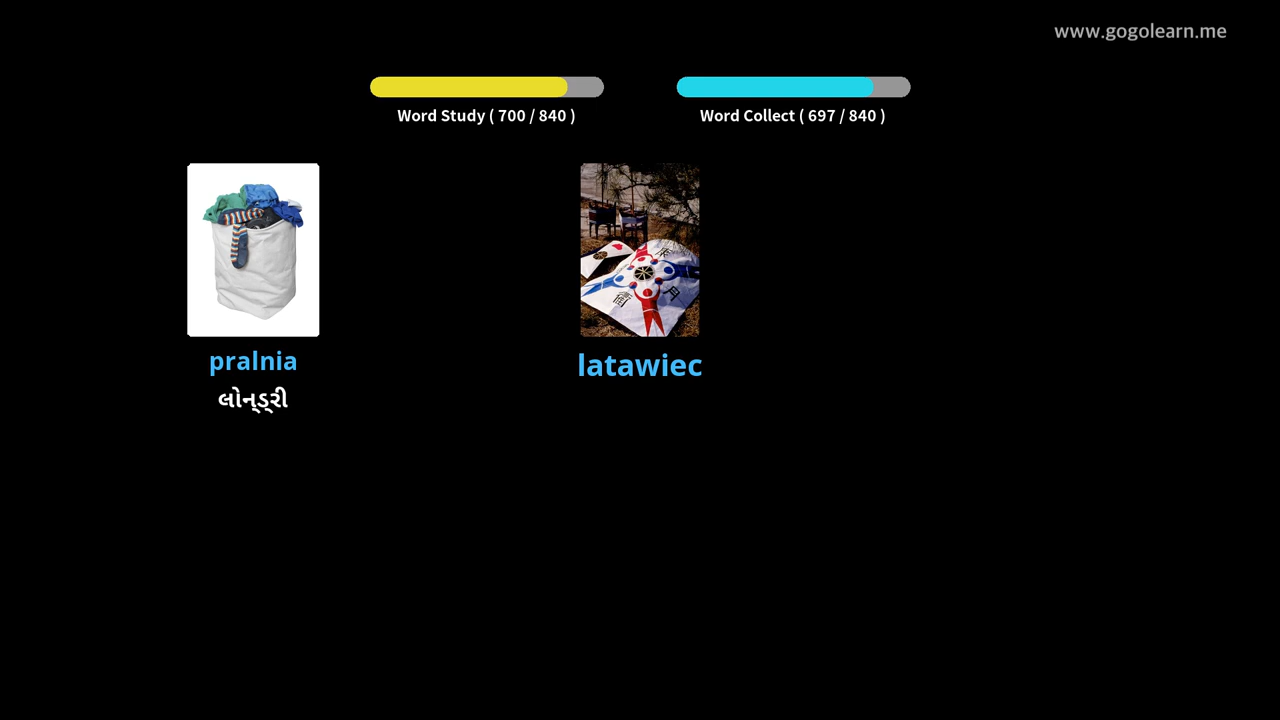 www.gogolearn.me
Word Study ( 700 / 840 )
Word Collect ( 697 / 840 )
pralnia
લોન્ડ્રી
latawiec